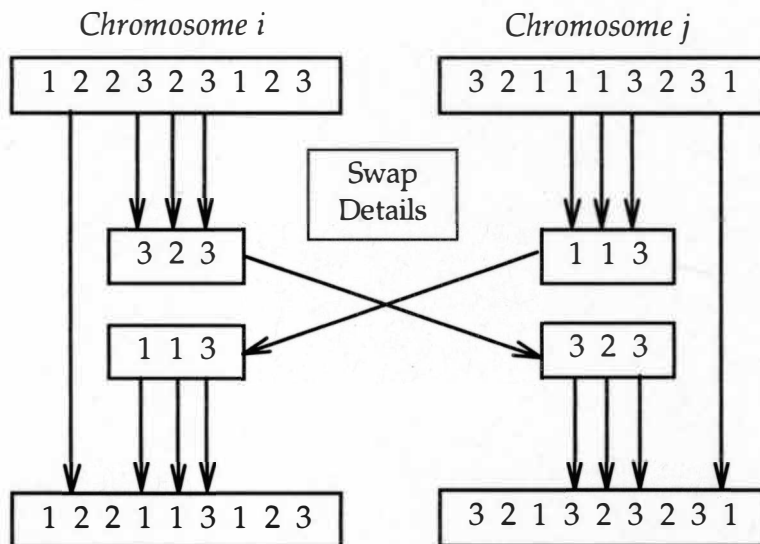 Chromosome i
Chromosome j
1 2 2 3 2 3 1 2 3
3 2 1 1 1 3 2 3 1
Swap
Details
3 2 3
1 1 3
1 1 3
3 2 3
1 2 2 1 1 3 1 2 3
3 2 1 3 2 3 2 3 1